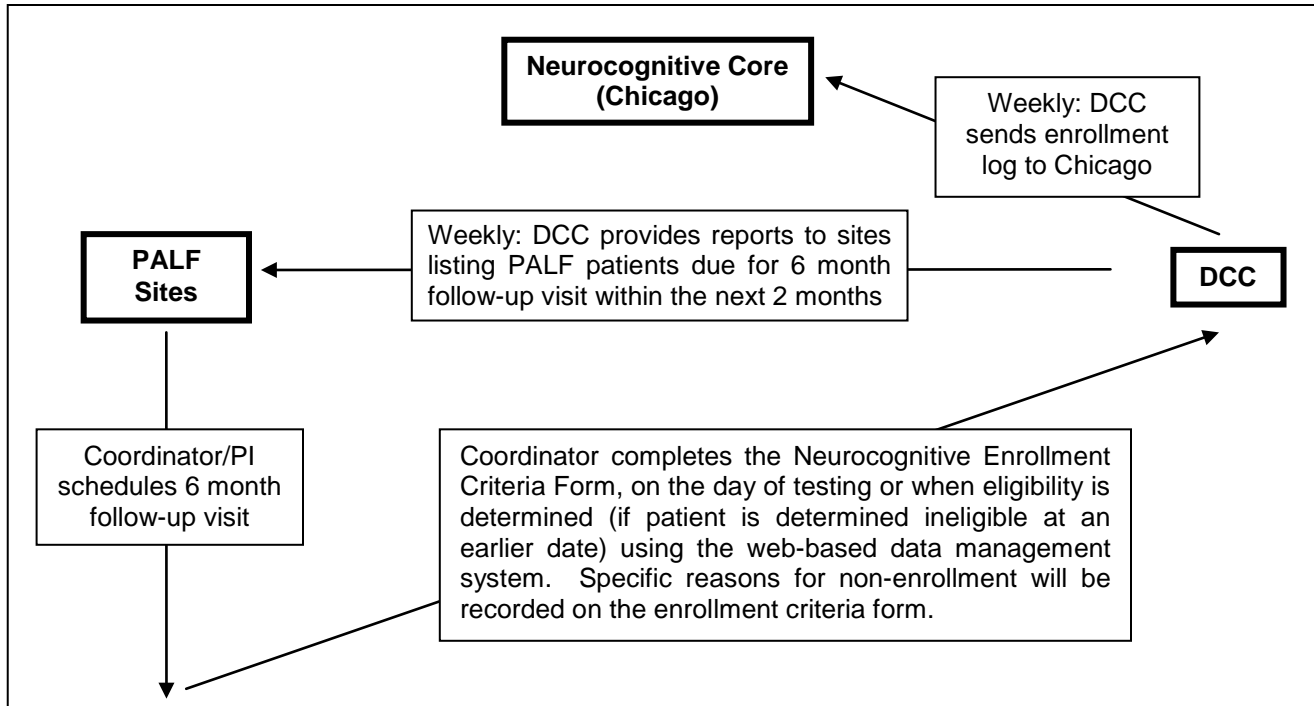 Neurocognitive Core
(Chicago)
Weekly: DCC
sends enrollment
log to Chicago
PALF
Sites
Weekly: DCC provides reports to sites
listing PALF patients due for 6 month
follow-up visit within the next 2 months
DCC
Coordinator/PI
schedules 6 month
follow-up visit
Coordinator completes the Neurocognitive Enrollment
Criteria Form, on the day of testing or when eligibility is
determined (if patient is determined ineligible at an
earlier date) using the web-based data management
system. Specific reasons for non-enrollment will be
recorded on the enrollment criteria form.